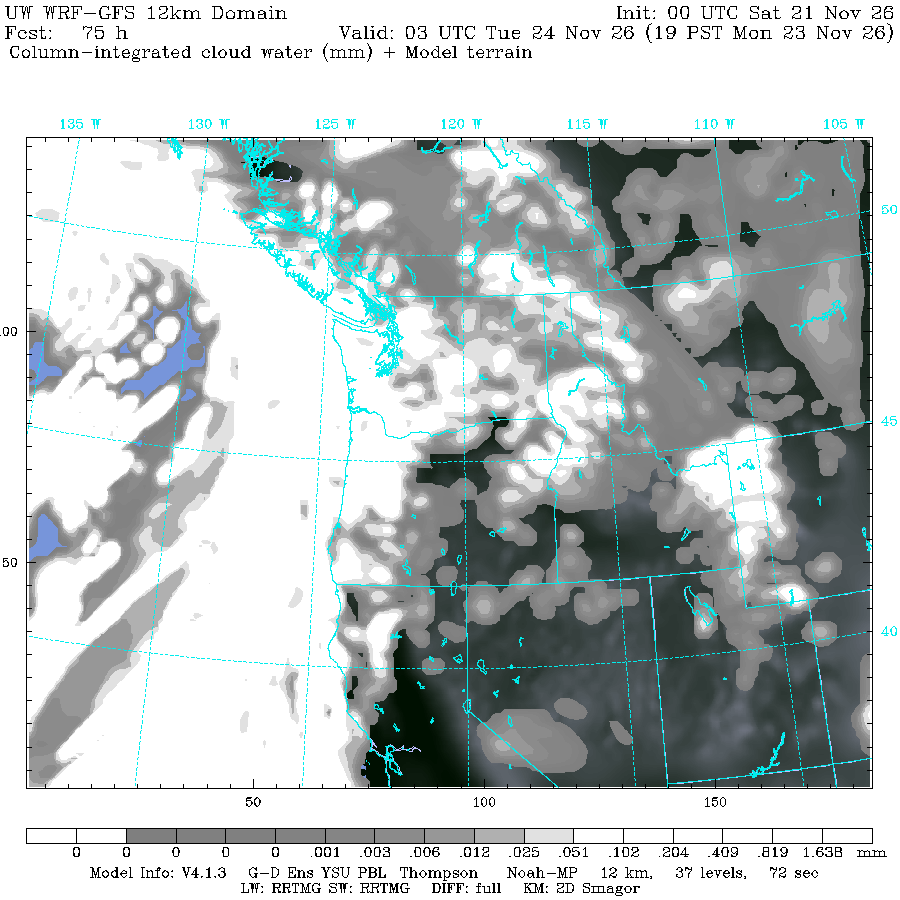 UW WRF-GFS 12km Domain Init: 00 UTC Sat 21 Nov 26
Fcst: 75 h Valid: 03 UTC Tue 24 Nov 26 (19 PST Mon 23 Nov 26)
Column-integrated cloud water (mm) + Model terrain
135 W 130 W 125 W 120 W 115 W 110 W 105 W
50
00
45
50
40
50 100 150
0 0 0 0 .001 .003 .006 .012 .025 .051 .102 .204 .409 .819 1.638 mm
Model Info: V4.1.3 G-D Ens YSU PBL Thompson Noah-MP 12 km, 37 levels, 72 sec
LW: RRTMG SW: RRTMG DIFF: full KM: 2D Smagor